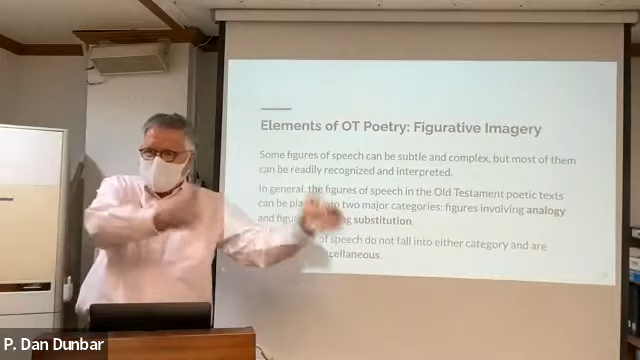 Elements of OT Poetry: Figurative Imagery
Some figures of speech can be subtle and complex, but most of them
can be readily recognized and interpreted.
In general, the figures of speech in the Old Testament poetic texts
can be two major categories: figures involving analogy
and substitution.
of speech do not fall into either category and are
P. Dan Dunbar